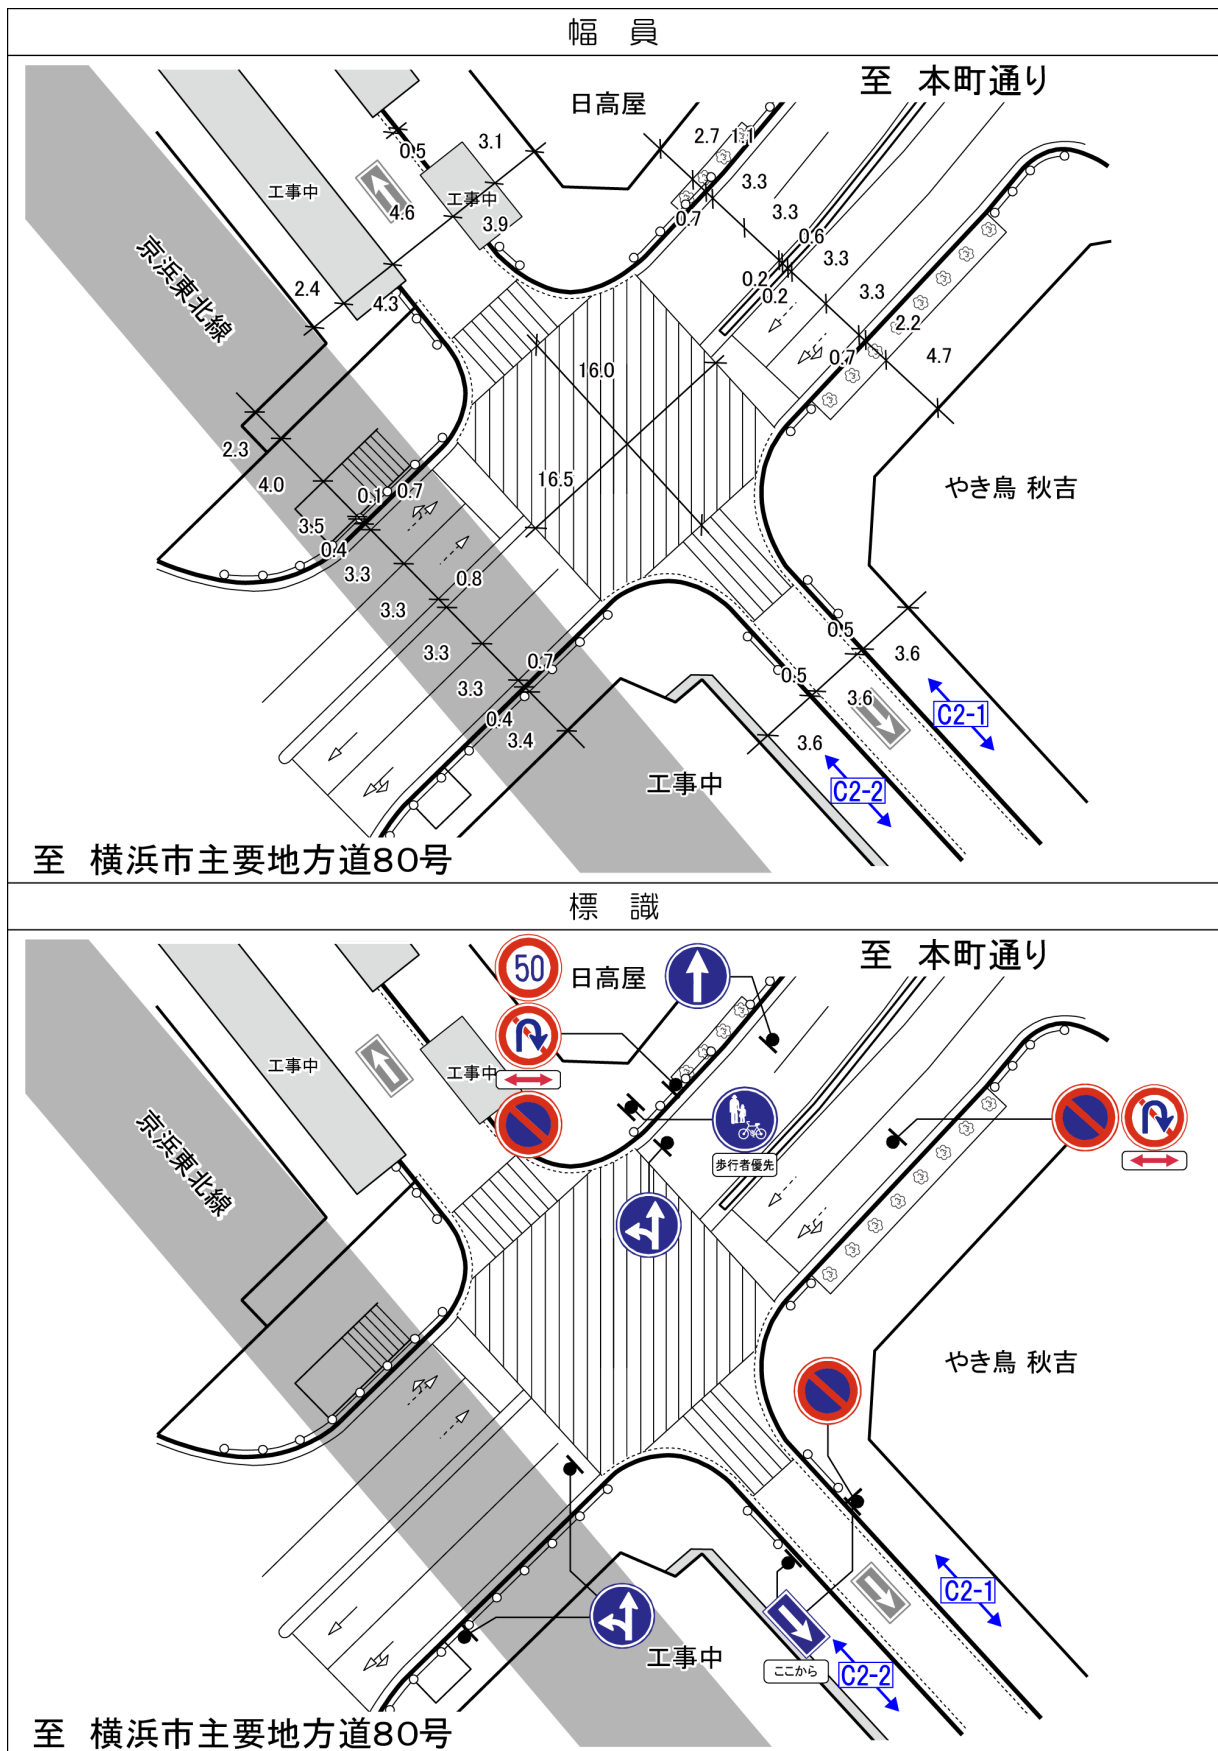 幅 員
至 本町通り
日高屋
2.7
1.1
3.1
0.5
3.3
工事中
工事中
4.6
3.9
3.3
0.7
0.6
3.3
京浜東北線
0.2
2.4
4.3
0.2
3.3
2.2
0.7
4.7
16.0
2.3
4.0
16.5
0.1
0.7
やき鳥 秋吉
3.5
0.4
3.3
0.8
3.3
0.5
3.6
3.3
0.7
3.3
0.5
3.6
C2-1
0.4
3.4
3.6
工事中
C2-2
至 横浜市主要地方道80号
標 識
至 本町通り
50
日高屋
工事中
工事中
京浜東北線
歩行者優先
やき鳥 秋吉
C2-1
工事中
ここから
C2-2
至 横浜市主要地方道80号